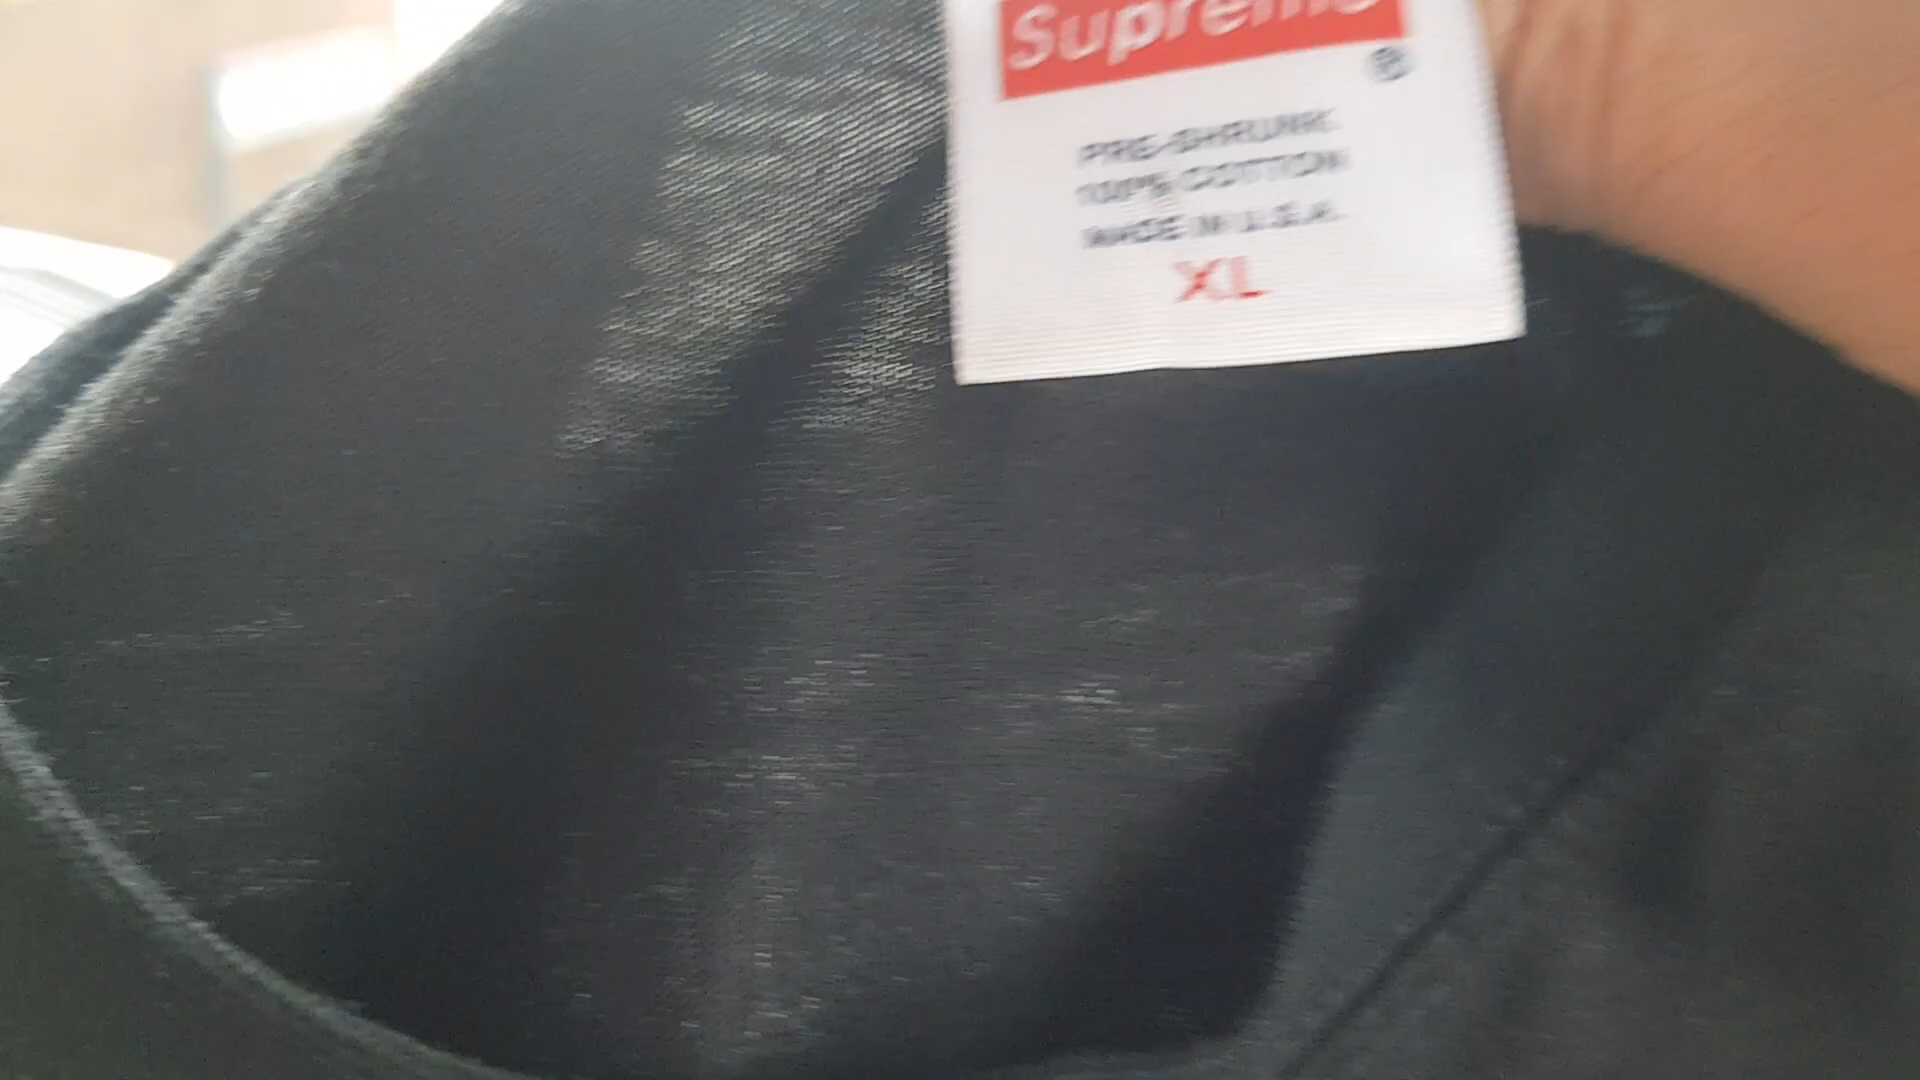 Supreme
®
PRE-SHRUNK
100% COTTON
MADE IN U.S.A.
XL